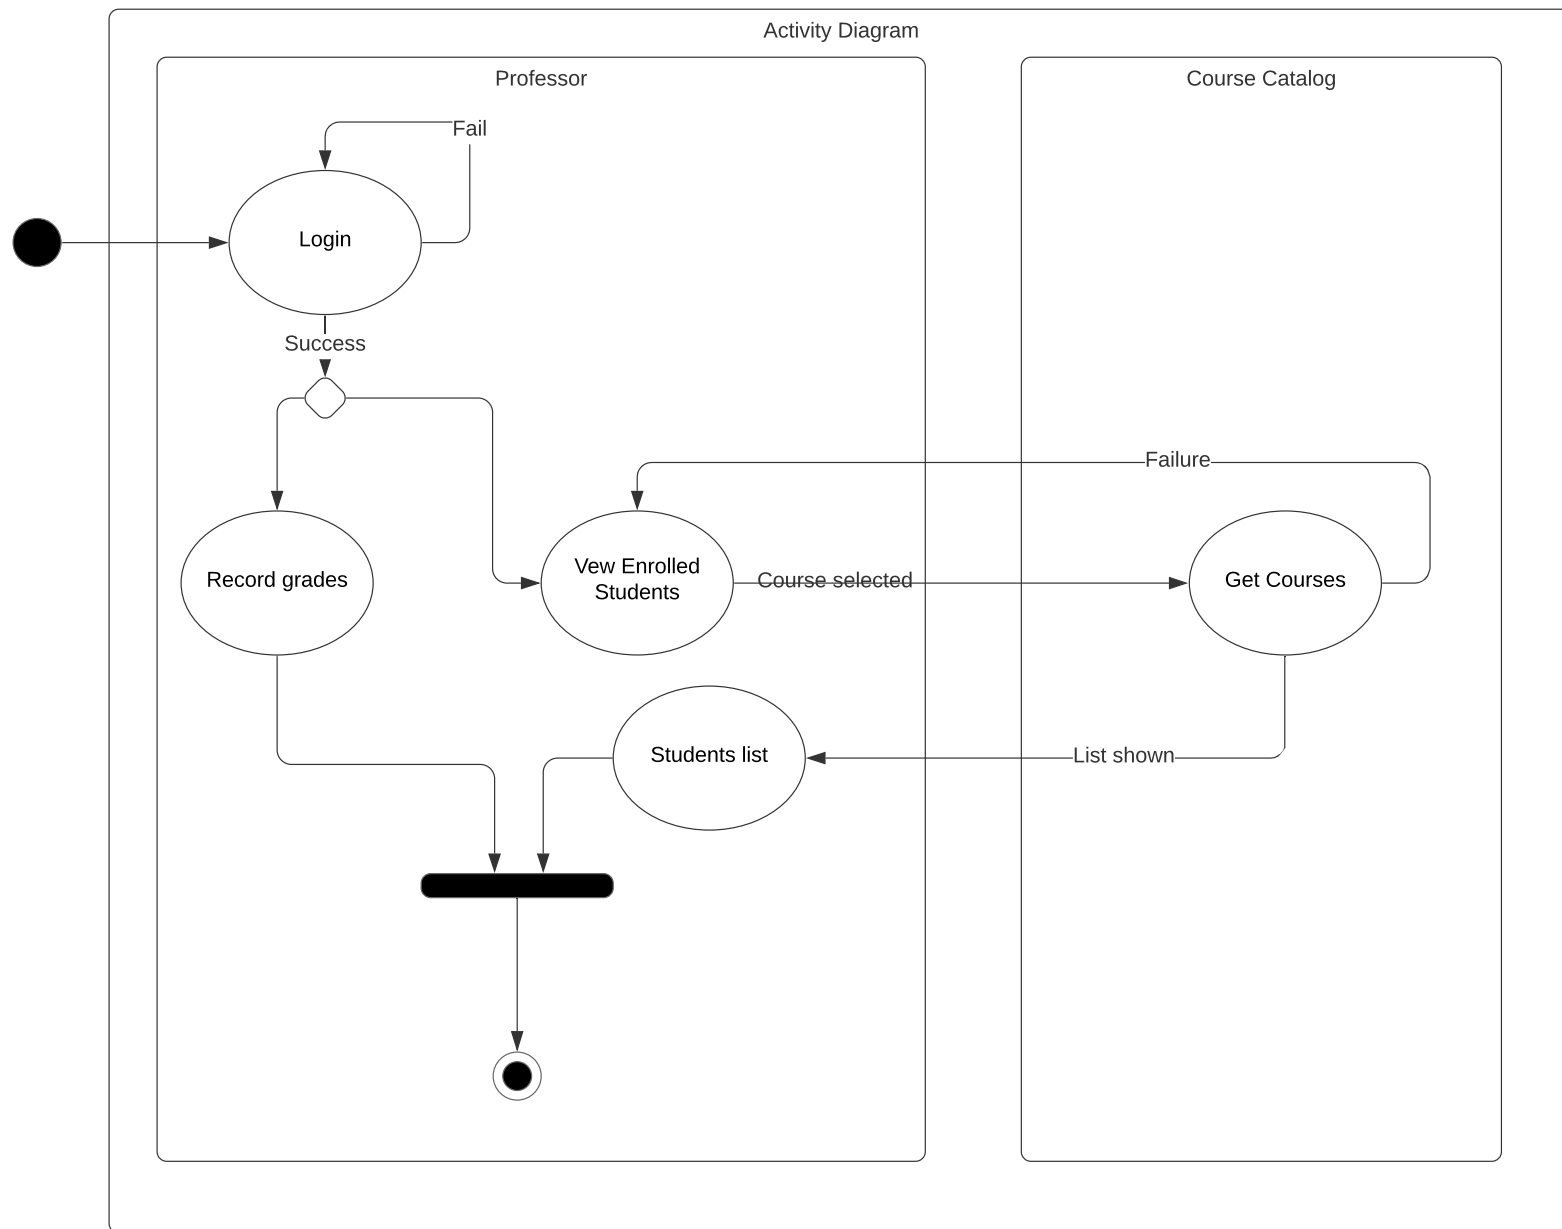 Activity Diagram
Professor
Course Catalog
Fail
Login
Success
Failure
Record grades
Vew Enrolled
Students
Course selected
Get Courses
Students list
List shown